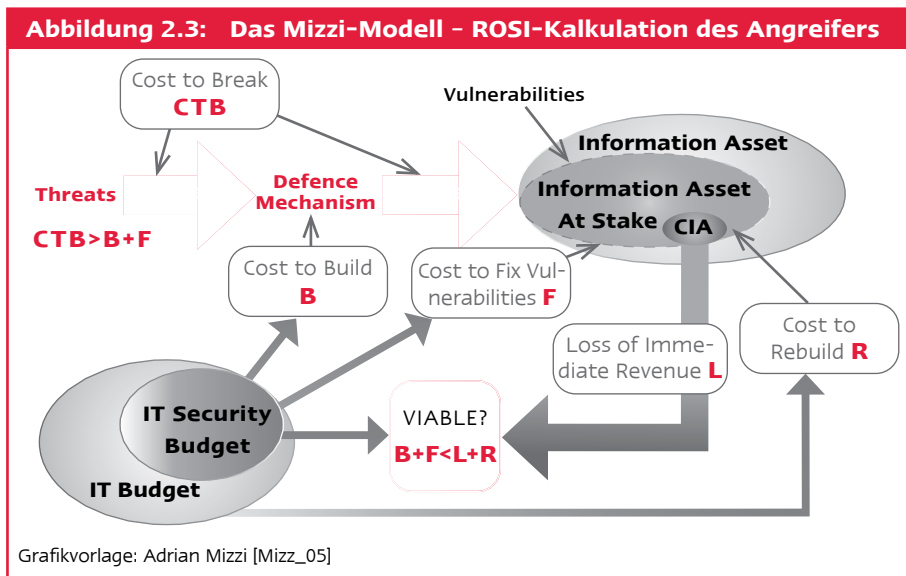 Abbildung 2.3: Das Mizzi-Modell – ROSI-Kalkulation des Angreifers
Cost to Break
CTB
Vulnerabilities
Information Asset
Threats
Defence
Mechanism
Information Asset
At Stake
CIA
CTB>B+F
Cost to Build
B
Cost to Fix Vul-
nerabilities F
Loss of Imme-
diate Revenue L
Cost to
Rebuild R
IT Security
Budget
VIABLE?
B+F<L+R
IT Budget
Grafikvorlage: Adrian Mizzi [Mizz_05]